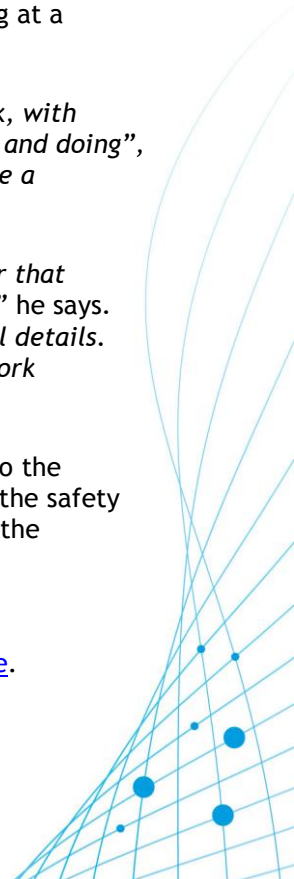 g at a
k, with
and doing”,
e a
r that
” he says.
l details.
ork
o the
the safety
the
e.